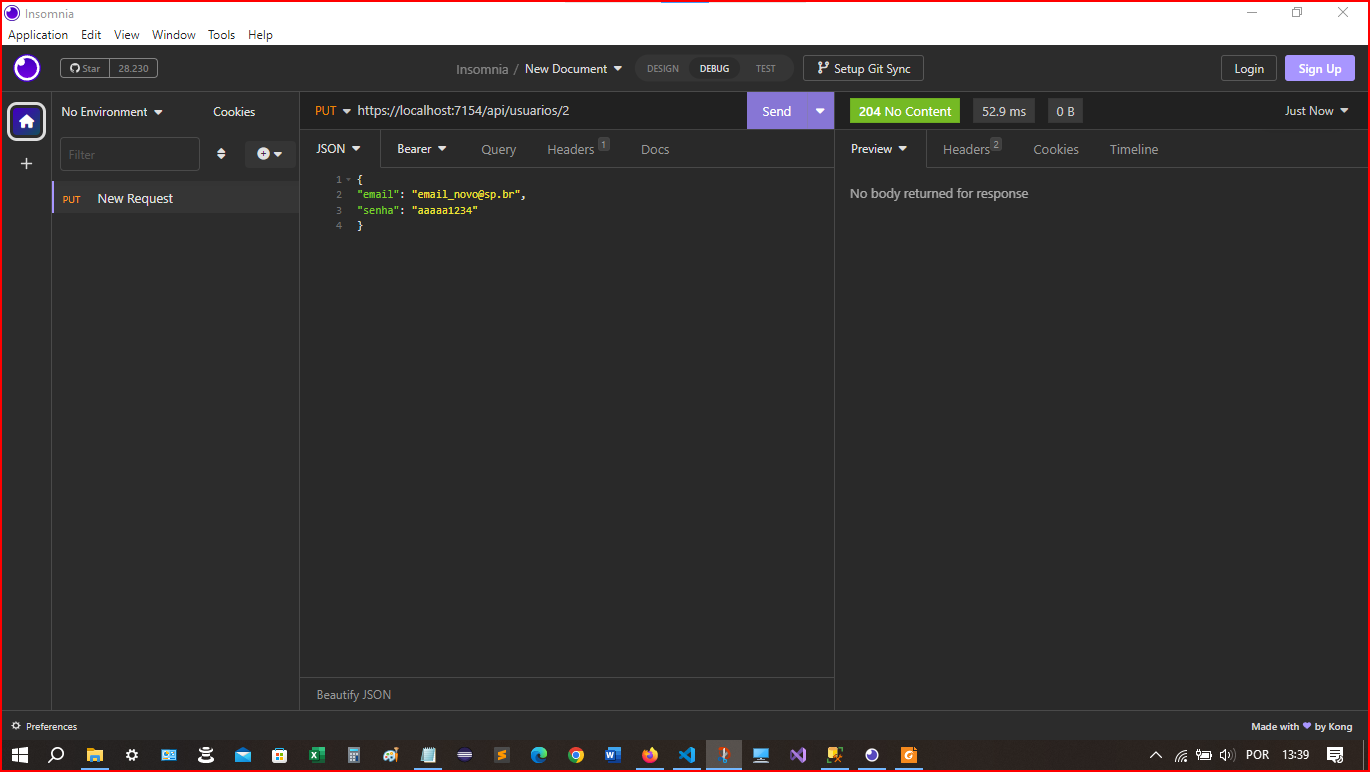 Insomnia
Application Edit View Window Tools Help
Star 28.230
Insomnia / New Document
DESIGN DEBUG TEST
Setup Git Sync
Login Sign Up
No Environment Cookies
Filter
PUT New Request
PUT https://localhost:7154/api/usuarios/2 Send
JSON Bearer Query Headers 1 Docs
1 {
2 "email": "email_novo@sp.br",
3 "senha": "aaaaa1234"
4 }
Beautify JSON
204 No Content 52.9 ms 0 B Just Now
Preview Headers 2 Cookies Timeline
No body returned for response
Preferences
Made with ❤ by Kong
POR 13:39